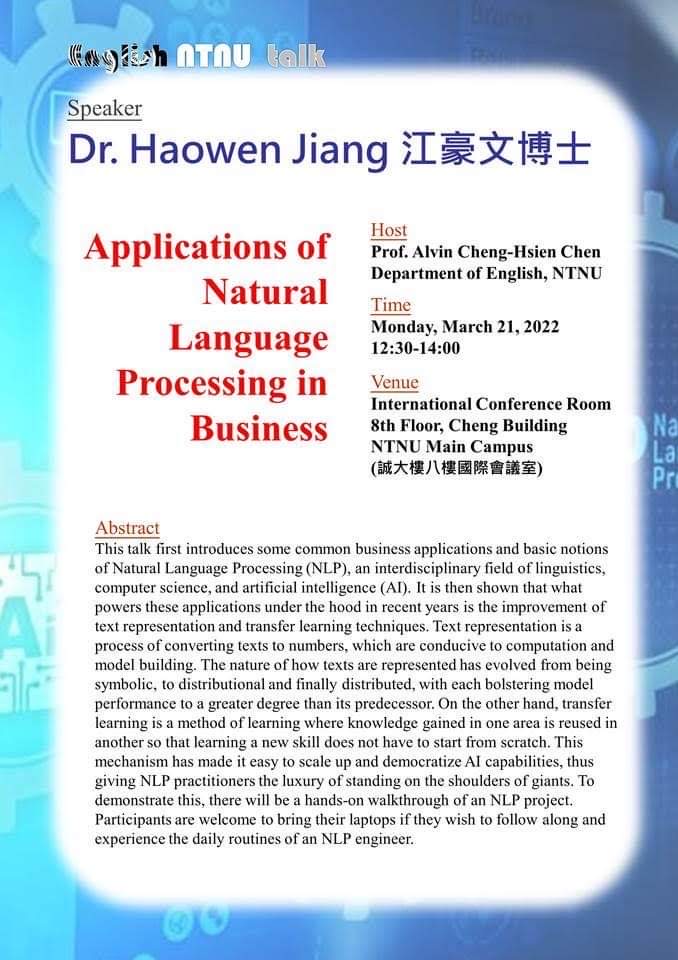 English NTNU talk
Speaker
Dr. Haowen Jiang 江豪文博士
Applications of
Natural
Language
Processing in
Business
Host
Prof. Alvin Cheng-Hsien Chen
Department of English, NTNU
Time
Monday, March 21, 2022
12:30-14:00
Venue
International Conference Room
8th Floor, Cheng Building
NTNU Main Campus
(誠大樓八樓國際會議室)
Abstract
This talk first introduces some common business applications and basic notions
of Natural Language Processing (NLP), an interdisciplinary field of linguistics,
computer science, and artificial intelligence (AI). It is then shown that what
powers these applications under the hood in recent years is the improvement of
text representation and transfer learning techniques. Text representation is a
process of converting texts to numbers, which are conducive to computation and
model building. The nature of how texts are represented has evolved from being
symbolic, to distributional and finally distributed, with each bolstering model
performance to a greater degree than its predecessor. On the other hand, transfer
learning is a method of learning where knowledge gained in one area is reused in
another so that learning a new skill does not have to start from scratch. This
mechanism has made it easy to scale up and democratize AI capabilities, thus
giving NLP practitioners the luxury of standing on the shoulders of giants. To
demonstrate this, there will be a hands-on walkthrough of an NLP project.
Participants are welcome to bring their laptops if they wish to follow along and
experience the daily routines of an NLP engineer.
Na
La
Pro
Ai